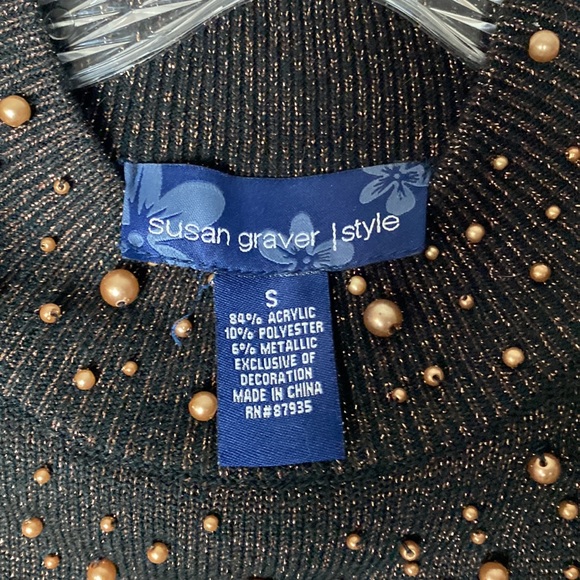 susan graver | style
S
84% ACRYLIC
10% POLYESTER
6% METALLIC
EXCLUSIVE OF
DECORATION
MADE IN CHINA
RN#87935